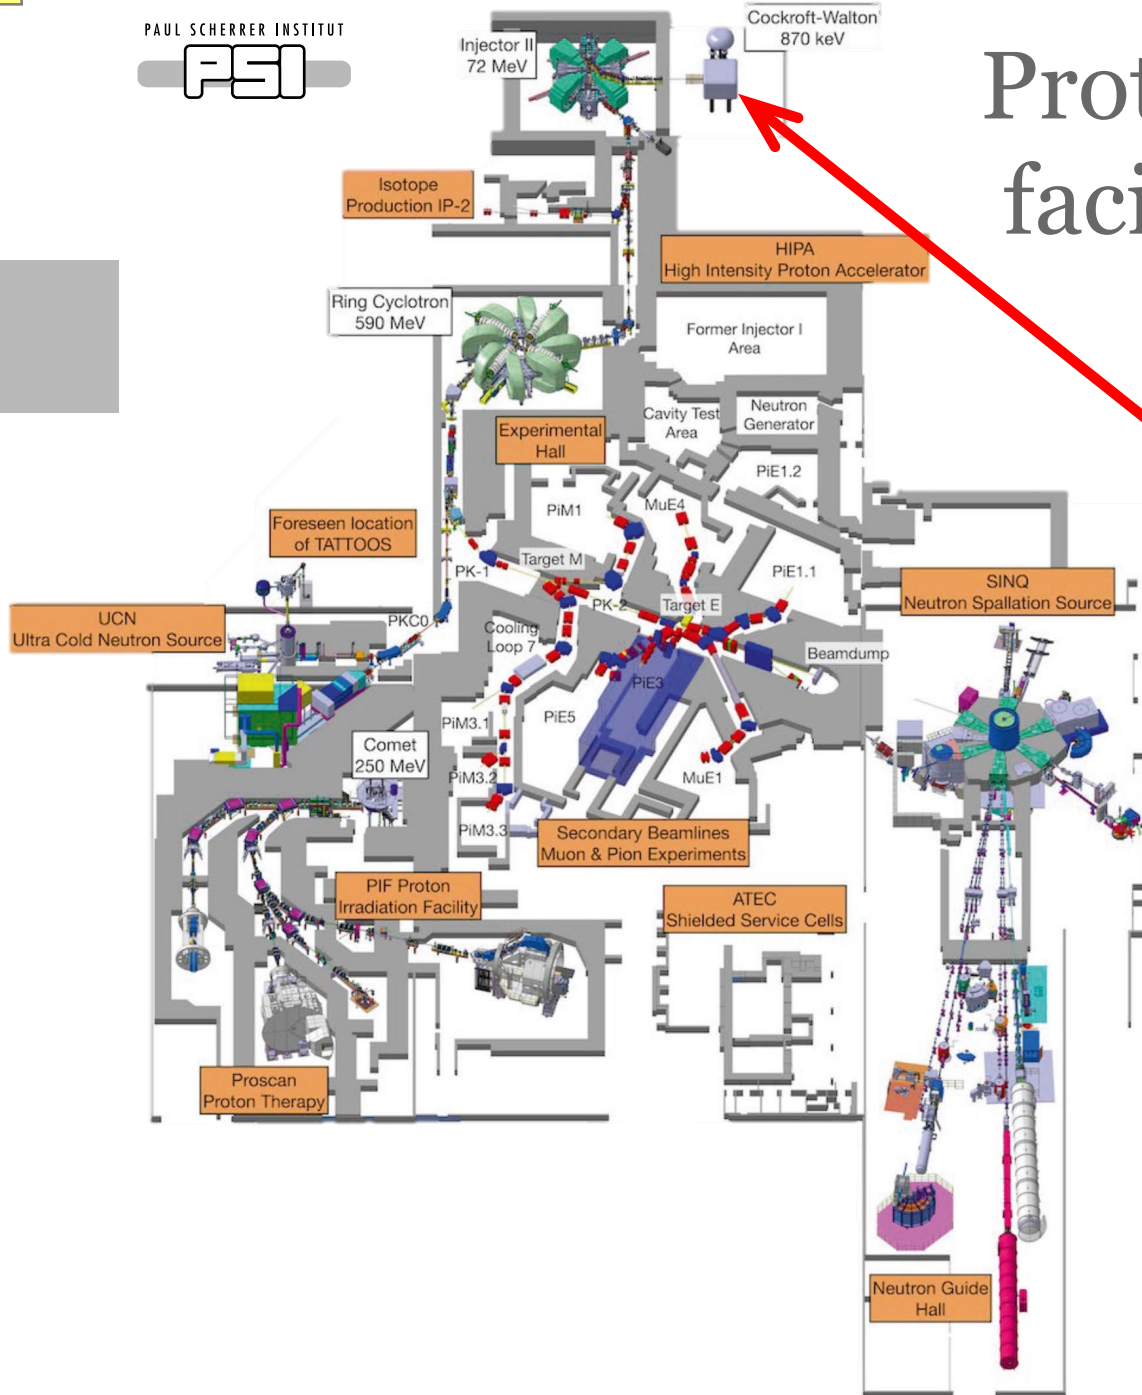 PAUL SCHERRER INSTITUT
PSI
Cockroft-Walton
870 keV
Injector II
72 MeV
Prot
faci
Isotope
Production IP-2
HIPA
High Intensity Proton Accelerator
Ring Cyclotron
590 MeV
Former Injector I
Area
Cavity Test
Area
Neutron
Generator
Experimental
Hall
PiE1.2
PiM1
MuE4
Foreseen location
of TATTOOS
Target M
PK-1
PiE1.1
SINQ
Neutron Spallation Source
UCN
Ultra Cold Neutron Source
PK-2
Target E
PKC0
Cooling
Loop 7
Beamdump
PiE3
PiM3.1
PiE5
Comet
250 MeV
PiM3.2
MuE1
PiM3.3
Secondary Beamlines
Muon & Pion Experiments
PIF Proton
Irradiation Facility
ATEC
Shielded Service Cells
Proscan
Proton Therapy
Neutron Guide
Hall